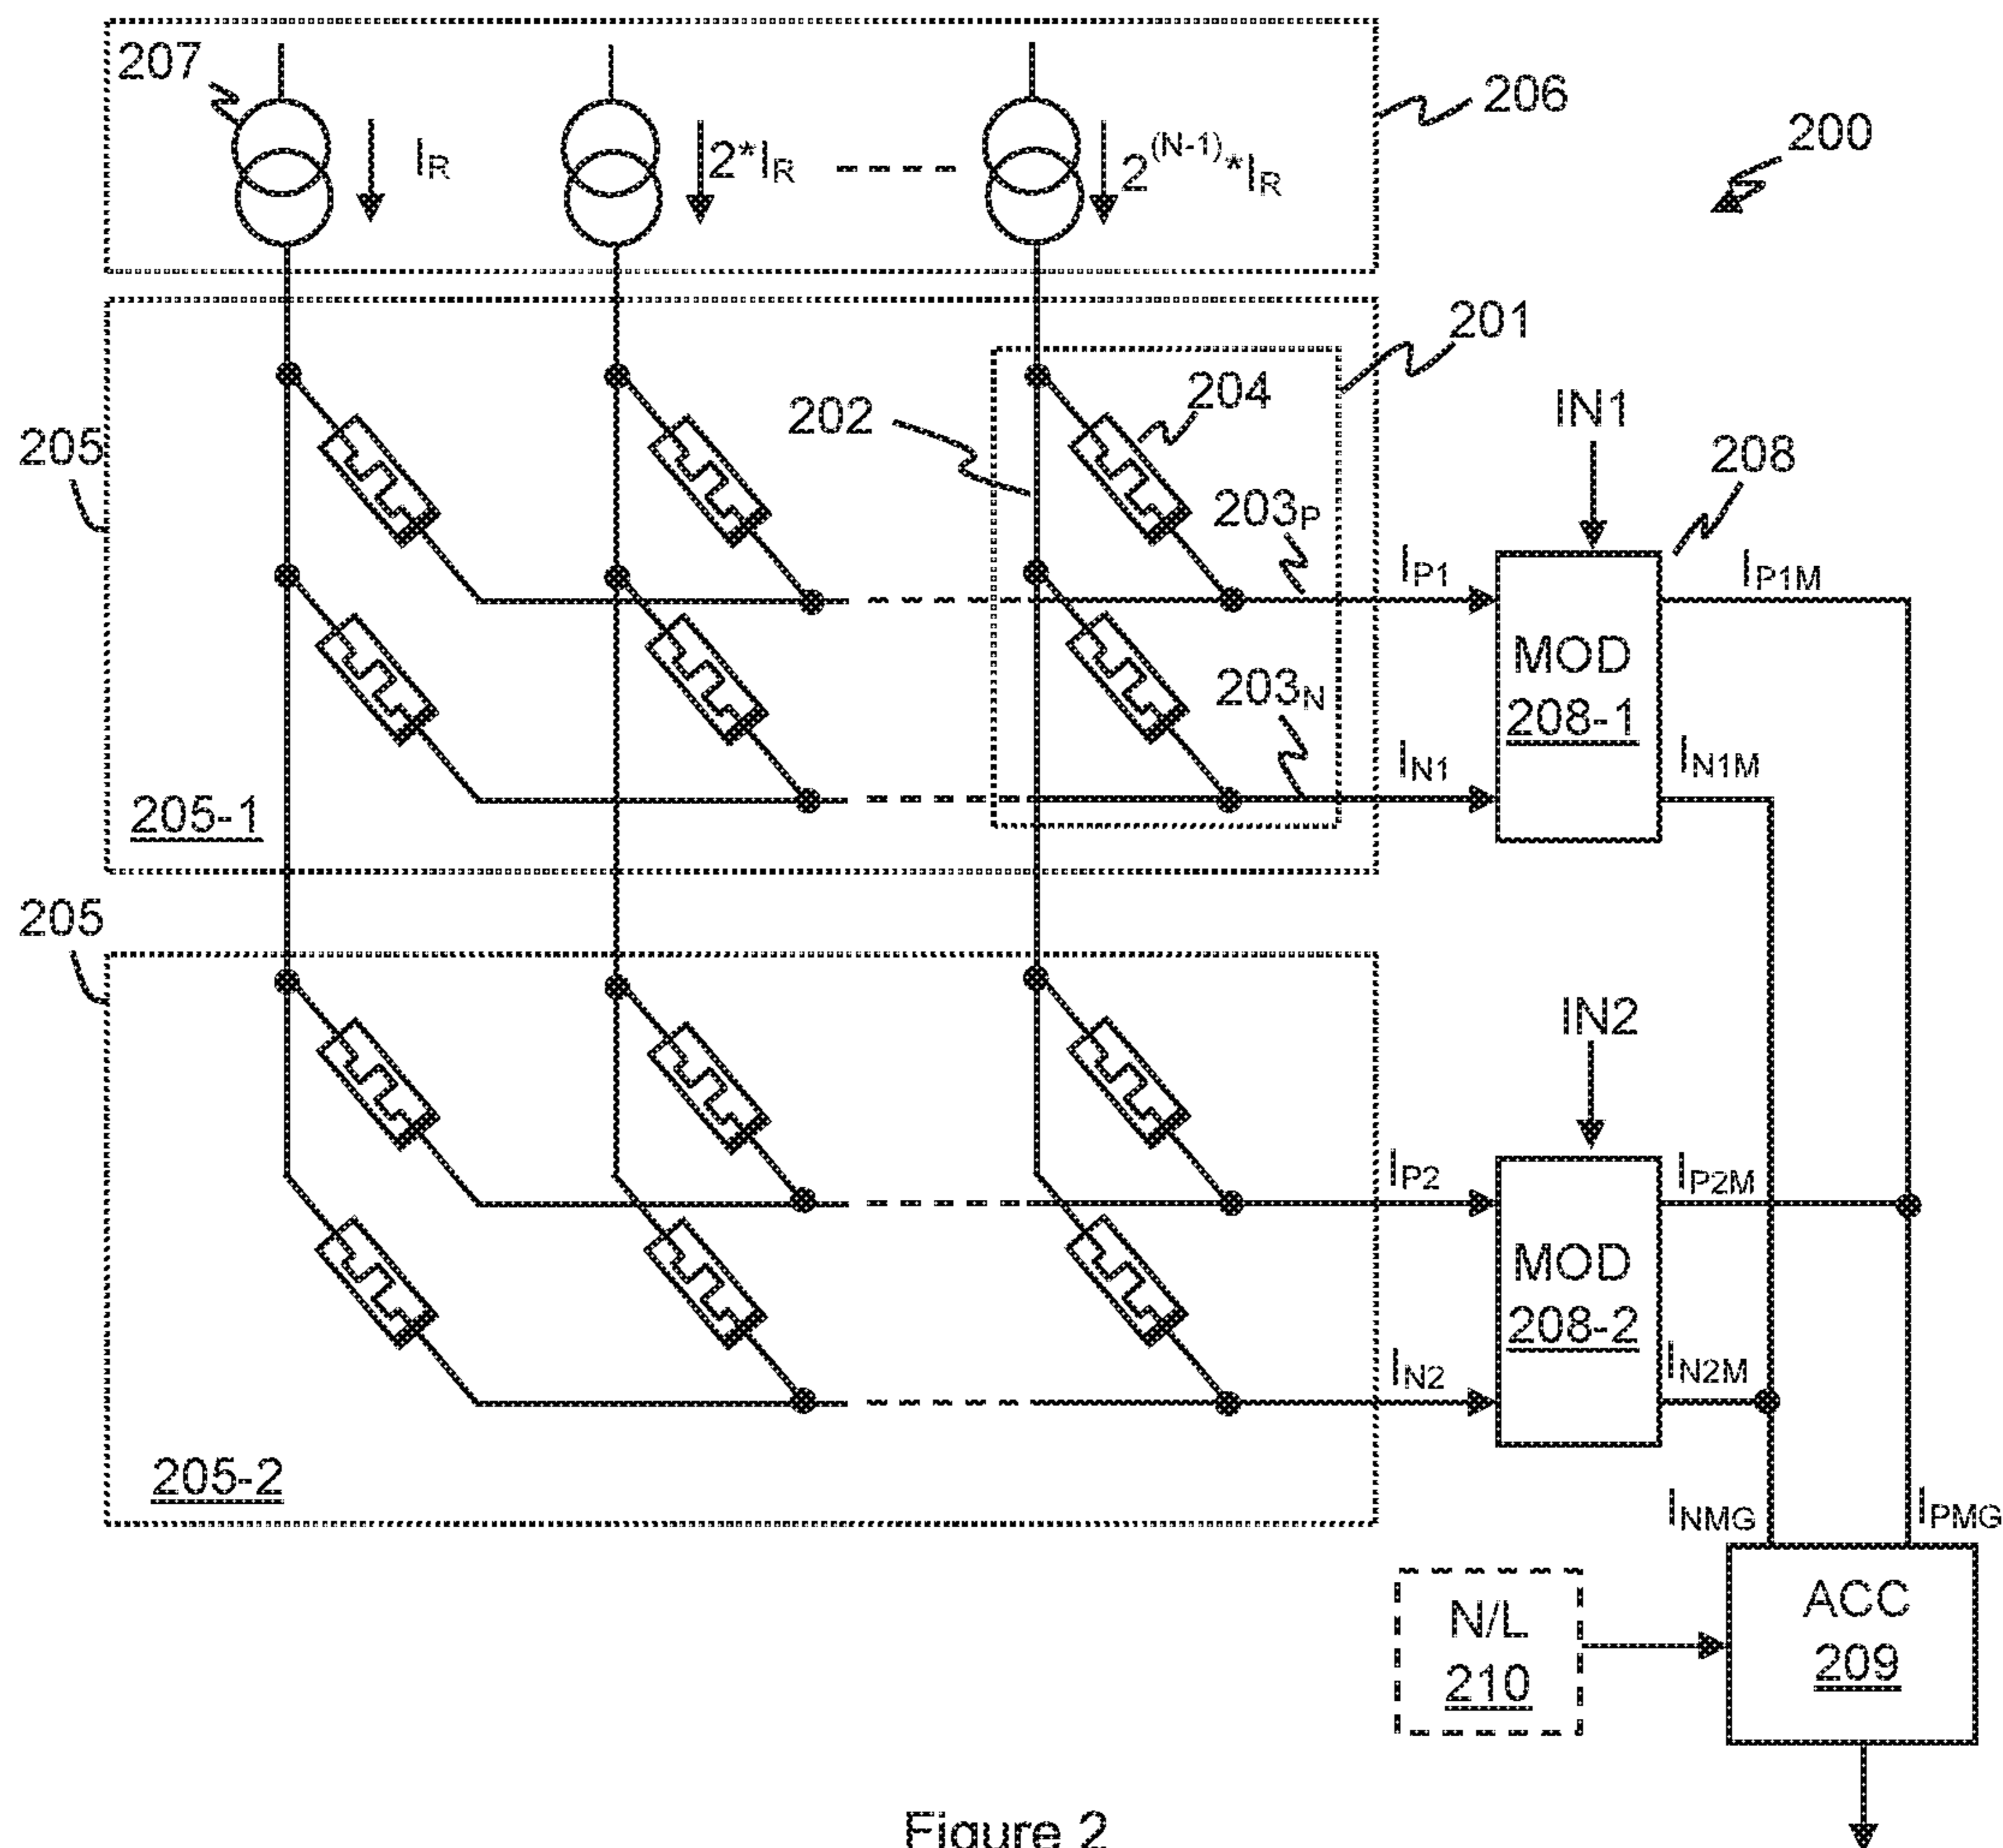 207
I_R
2*I_R
2^(N-1)*I_R
206
200
201
202
204
IN1
205
208
203_P
I_P1
I_P1M
MOD
208-1
203_N
I_N1
I_N1M
205-1
205
IN2
I_P2
I_P2M
MOD
208-2
I_N2
I_N2M
205-2
I_NMG
I_PMG
N/L
210
ACC
209
Figure 2